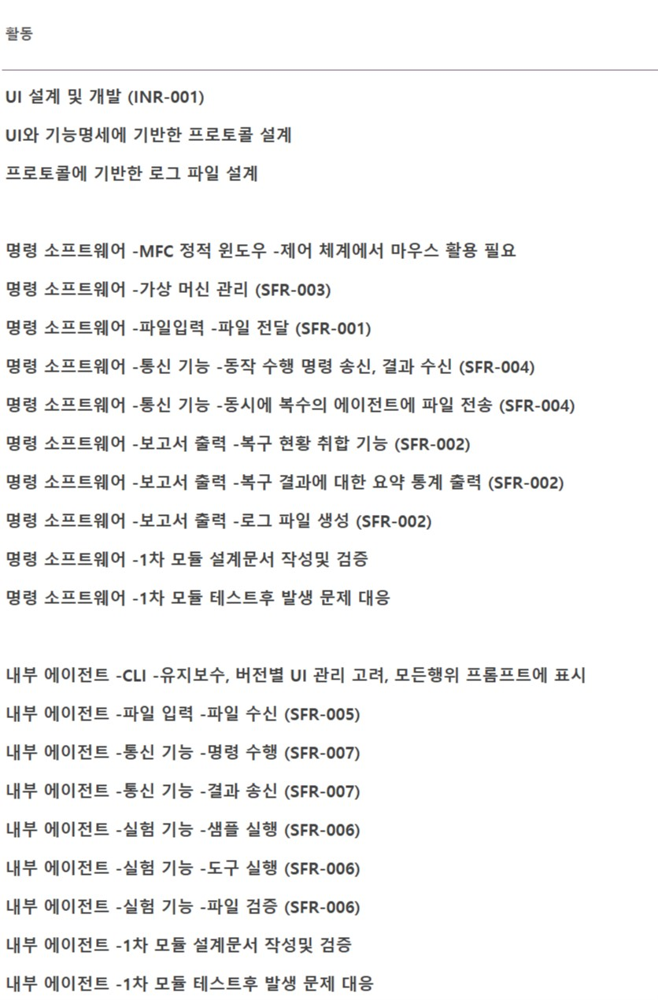 활동
UI 설계 및 개발 (INR-001)
UI와 기능명세에 기반한 프로토콜 설계
프로토콜에 기반한 로그 파일 설계
명령 소프트웨어 -MFC 정적 윈도우 -제어 체계에서 마우스 활용 필요
명령 소프트웨어 -가상 머신 관리 (SFR-003)
명령 소프트웨어 -파일입력 -파일 전달 (SFR-001)
명령 소프트웨어 -통신 기능 -동작 수행 명령 송신, 결과 수신 (SFR-004)
명령 소프트웨어 -통신 기능 -동시에 복수의 에이전트에 파일 전송 (SFR-004)
명령 소프트웨어 -보고서 출력 -복구 현황 취합 기능 (SFR-002)
명령 소프트웨어 -보고서 출력 -복구 결과에 대한 요약 통계 출력 (SFR-002)
명령 소프트웨어 -보고서 출력 -로그 파일 생성 (SFR-002)
명령 소프트웨어 -1차 모듈 설계문서 작성및 검증
명령 소프트웨어 -1차 모듈 테스트후 발생 문제 대응
내부 에이전트 -CLI -유지보수, 버전별 UI 관리 고려, 모든행위 프롬프트에 표시
내부 에이전트 -파일 입력 -파일 수신 (SFR-005)
내부 에이전트 -통신 기능 -명령 수행 (SFR-007)
내부 에이전트 -통신 기능 -결과 송신 (SFR-007)
내부 에이전트 -실험 기능 -샘플 실행 (SFR-006)
내부 에이전트 -실험 기능 -도구 실행 (SFR-006)
내부 에이전트 -실험 기능 -파일 검증 (SFR-006)
내부 에이전트 -1차 모듈 설계문서 작성및 검증
내부 에이전트 -1차 모듈 테스트후 발생 문제 대응